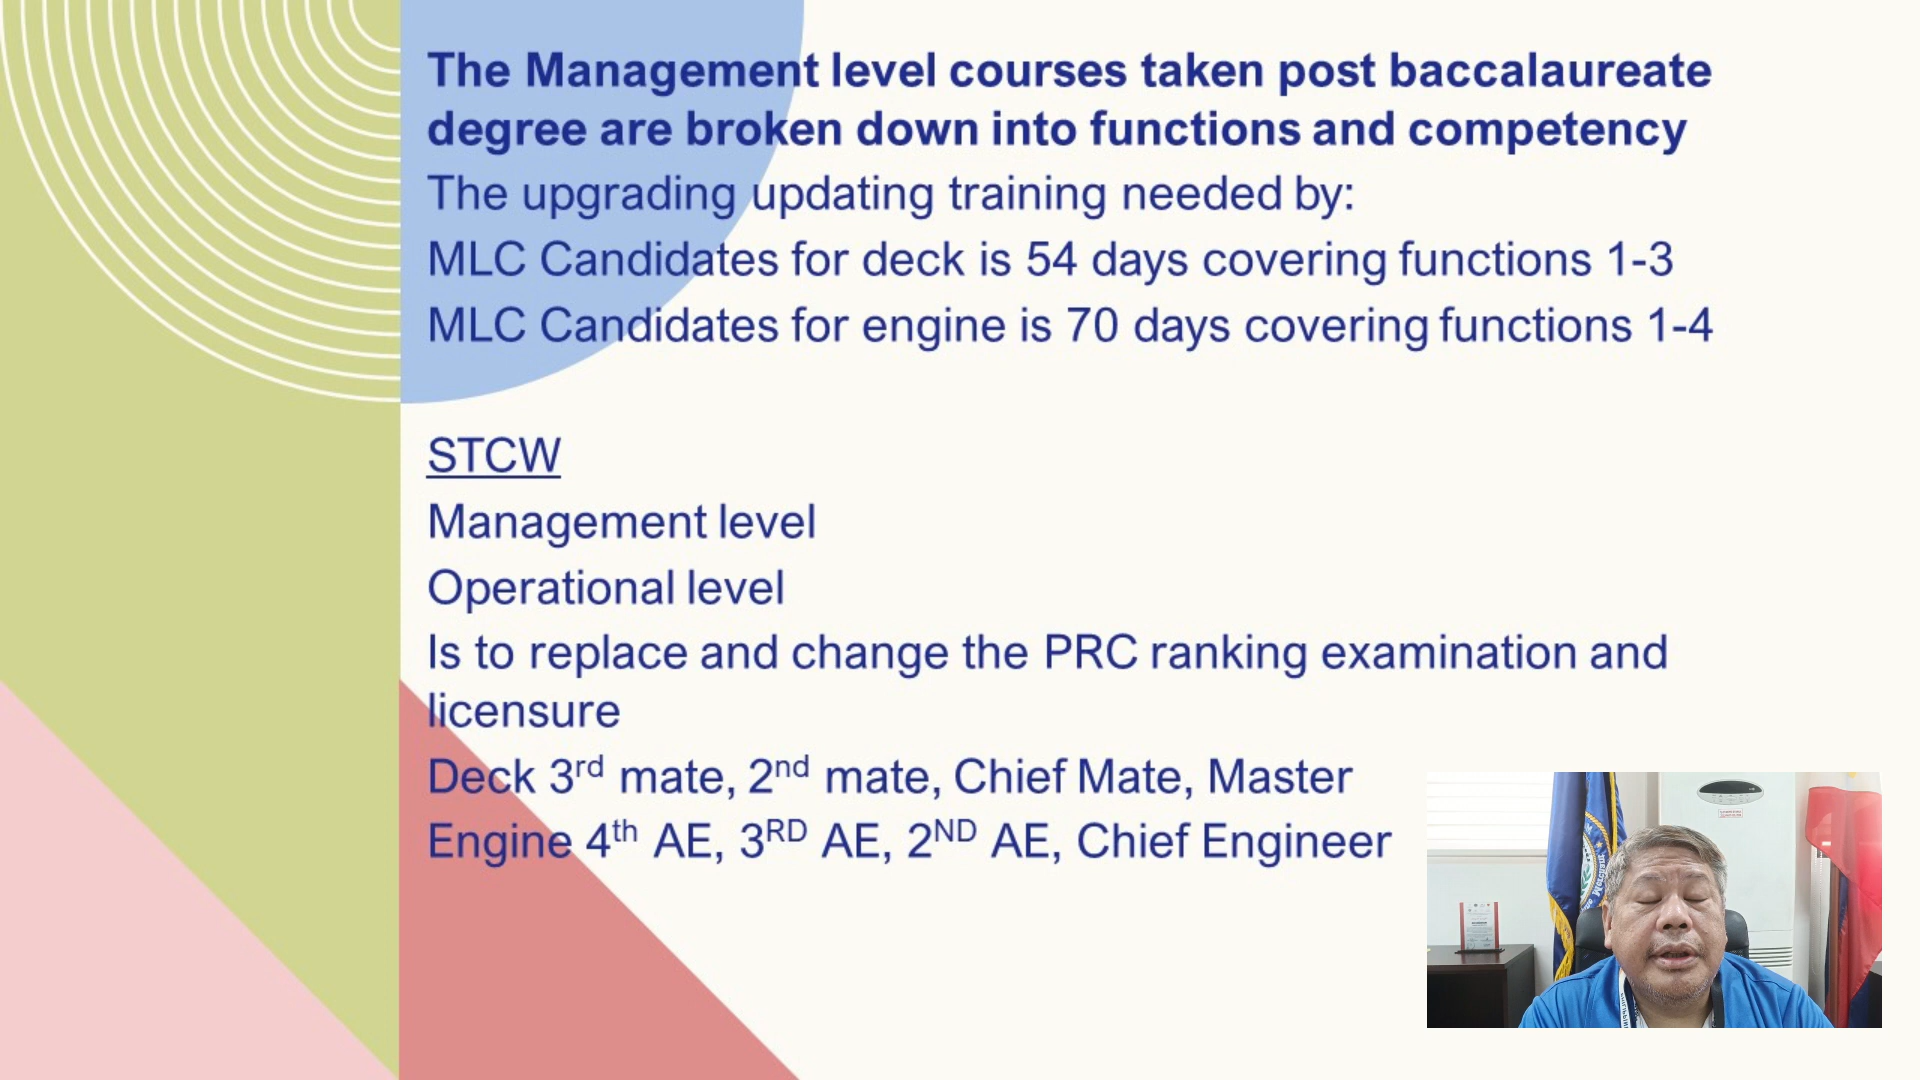 The Management level courses taken post baccalaureate
degree are broken down into functions and competency
The upgrading updating training needed by:
MLC Candidates for deck is 54 days covering functions 1-3
MLC Candidates for engine is 70 days covering functions 1-4
STCW
Management level
Operational level
Is to replace and change the PRC ranking examination and
licensure
Deck 3rd mate, 2nd mate, Chief Mate, Master
Engine 4th AE, 3RD AE, 2ND AE, Chief Engineer